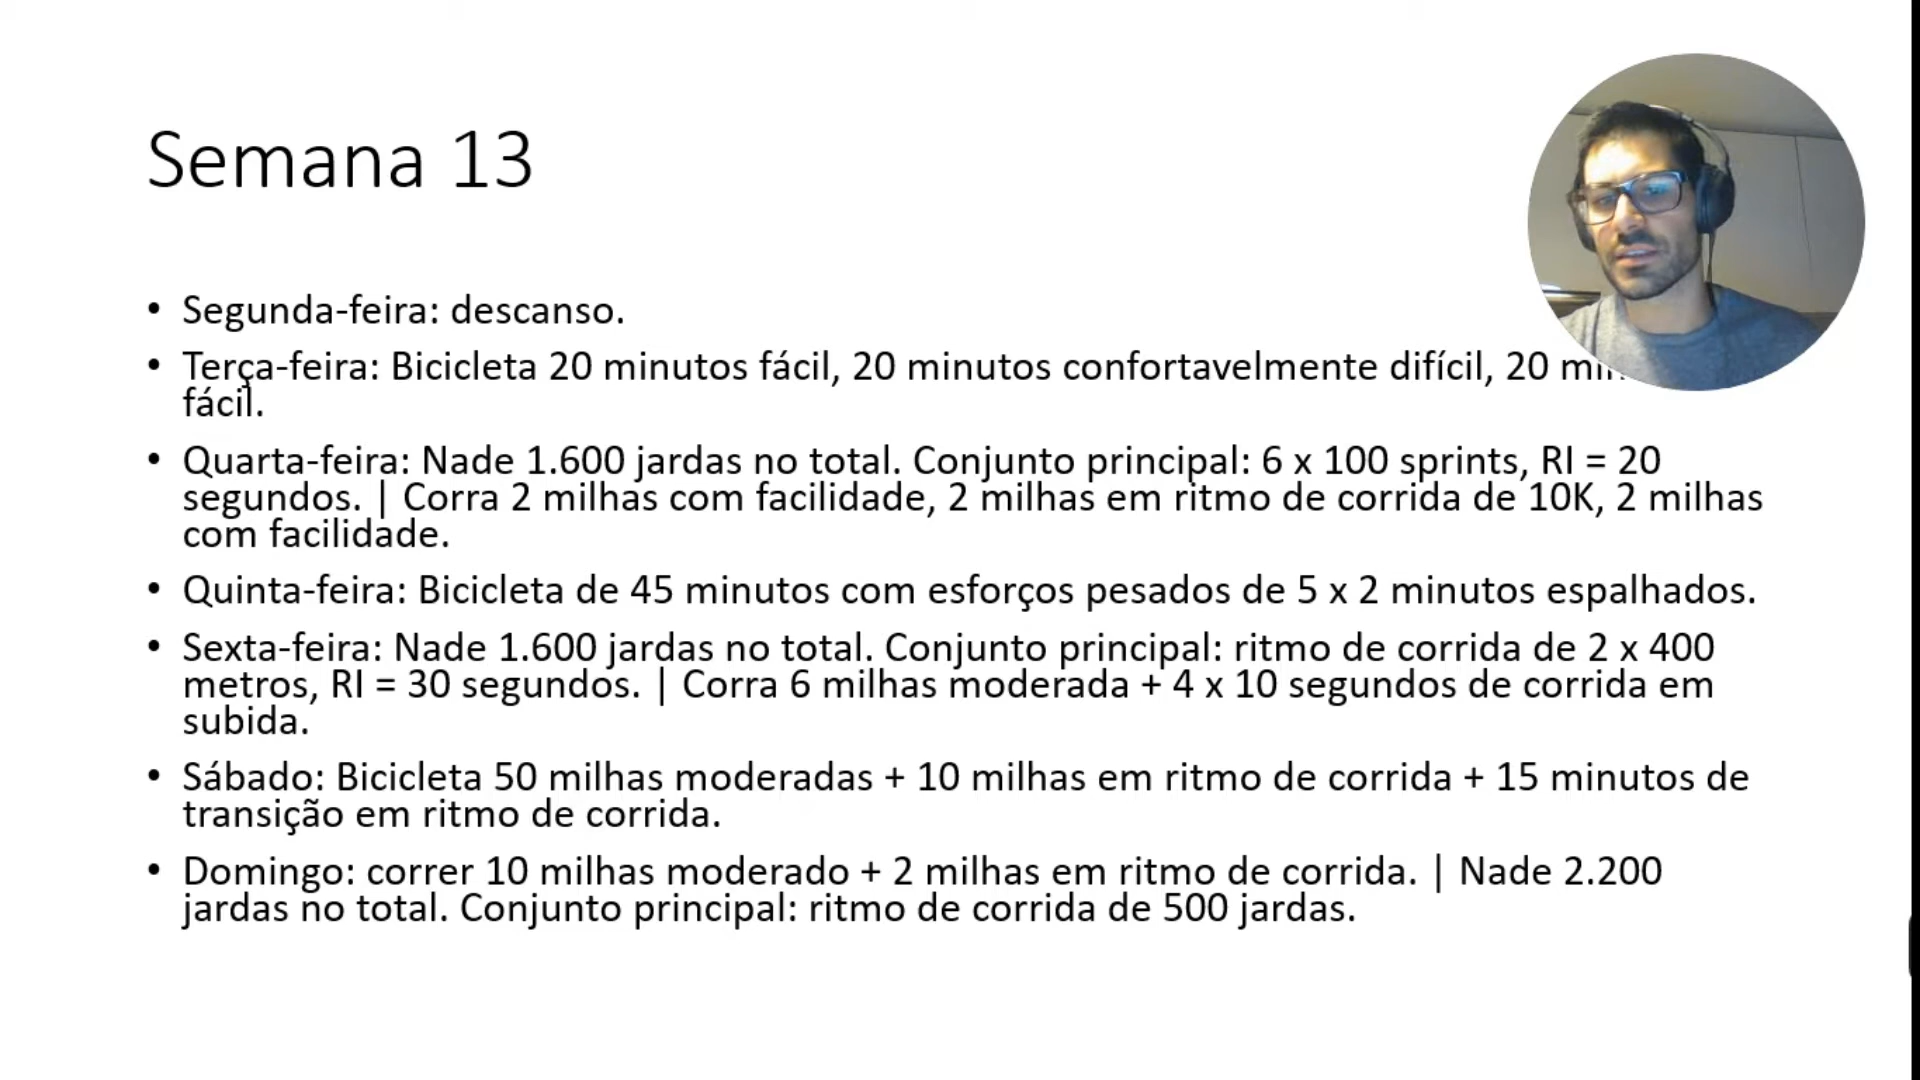 Semana 13
• Segunda-feira: descanso.
• Terça-feira: Bicicleta 20 minutos fácil, 20 minutos confortavelmente difícil, 20
fácil.
• Quarta-feira: Nade 1.600 jardas no total. Conjunto principal: 6 x 100 sprints, RI = 20
segundos. | Corra 2 milhas com facilidade, 2 milhas em ritmo de corrida de 10K, 2 milhas
com facilidade.
• Quinta-feira: Bicicleta de 45 minutos com esforços pesados de 5 x 2 minutos espalhados.
• Sexta-feira: Nade 1.600 jardas no total. Conjunto principal: ritmo de corrida de 2 x 400
metros, RI = 30 segundos. | Corra 6 milhas moderada + 4 x 10 segundos de corrida em
subida.
• Sábado: Bicicleta 50 milhas moderadas + 10 milhas em ritmo de corrida + 15 minutos de
transição em ritmo de corrida.
• Domingo: correr 10 milhas moderado + 2 milhas em ritmo de corrida. | Nade 2.200
jardas no total. Conjunto principal: ritmo de corrida de 500 jardas.